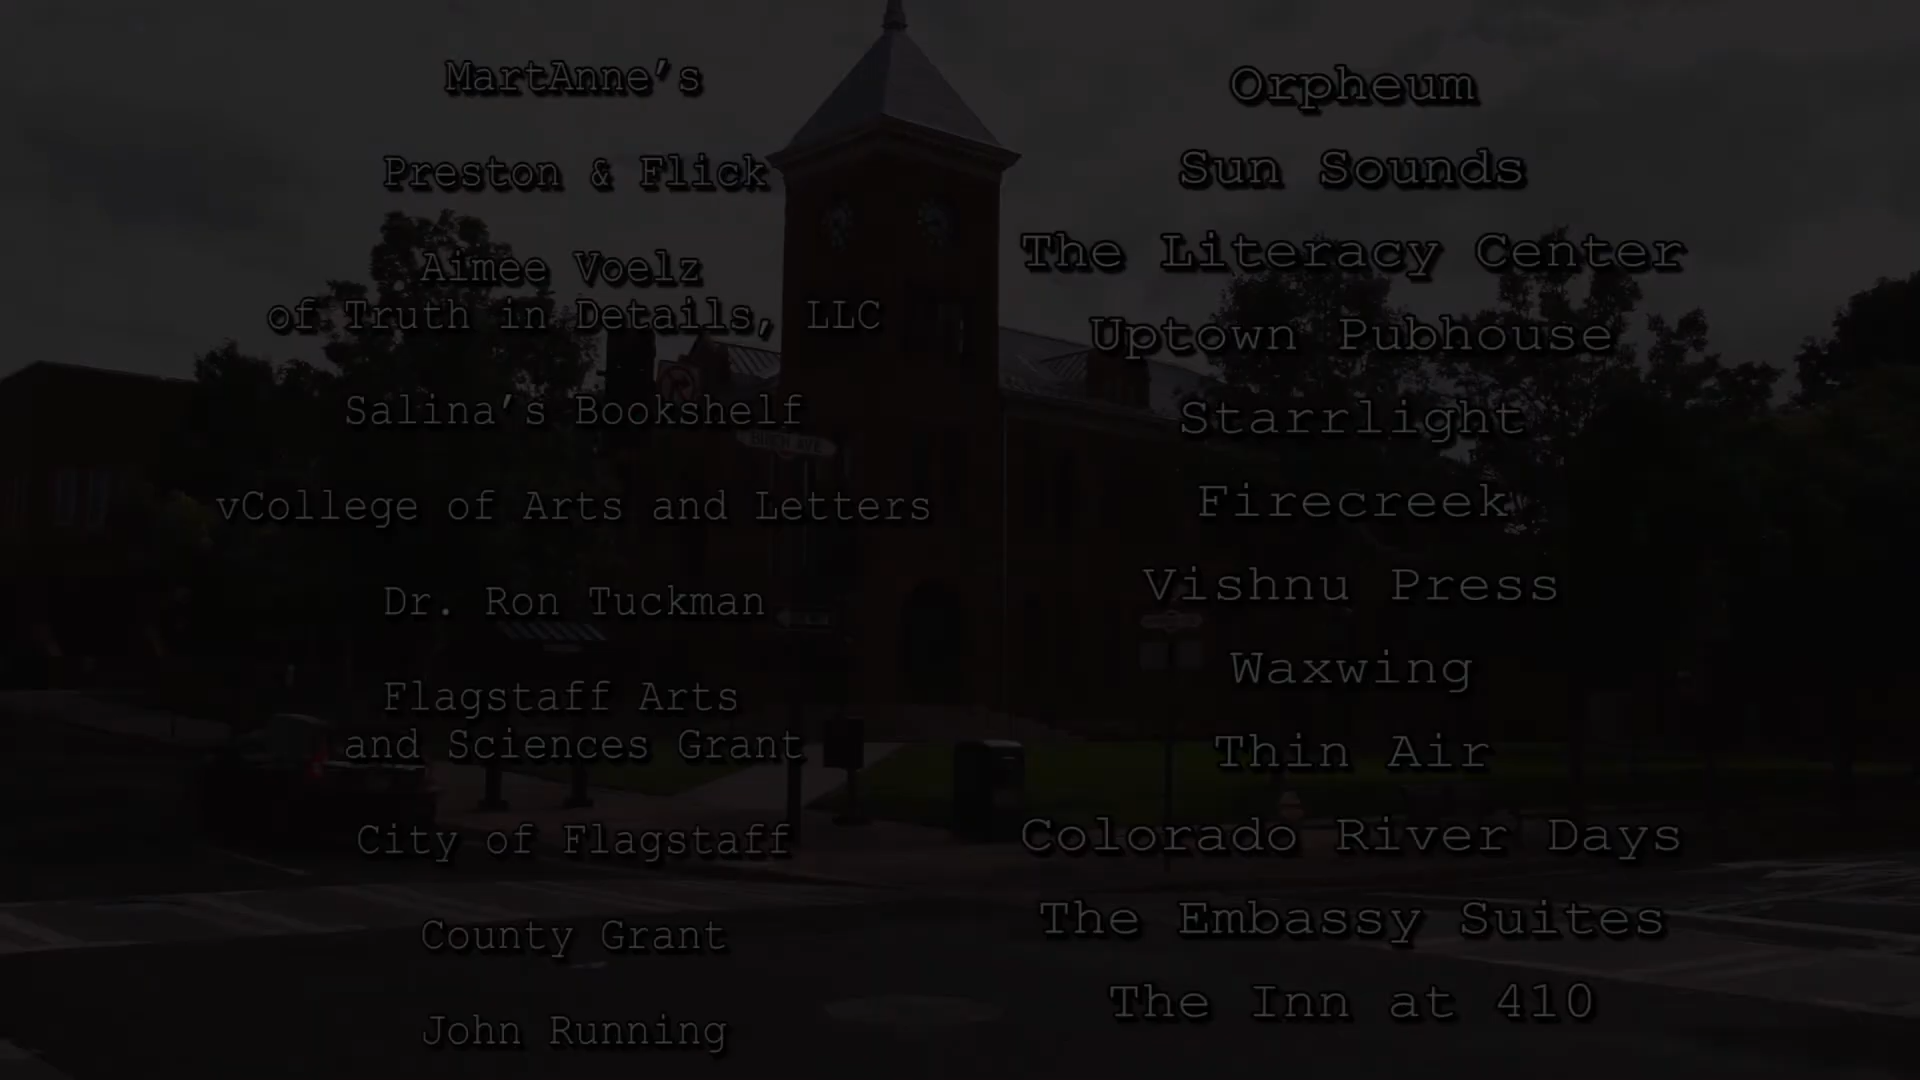 MartAnne's
Preston & Flick
Aimee Voelz
of Truth in Details, LLC
Salina's Bookshelf
vCollege of Arts and Letters
Dr. Ron Tuckman
Flagstaff Arts
and Sciences Grant
City of Flagstaff
County Grant
John Running
Orpheum
Sun Sounds
The Literacy Center
Uptown Pubhouse
Starrlight
Firecreek
Vishnu Press
Waxwing
Thin Air
Colorado River Days
The Embassy Suites
The Inn at 410
BIRCH AVE